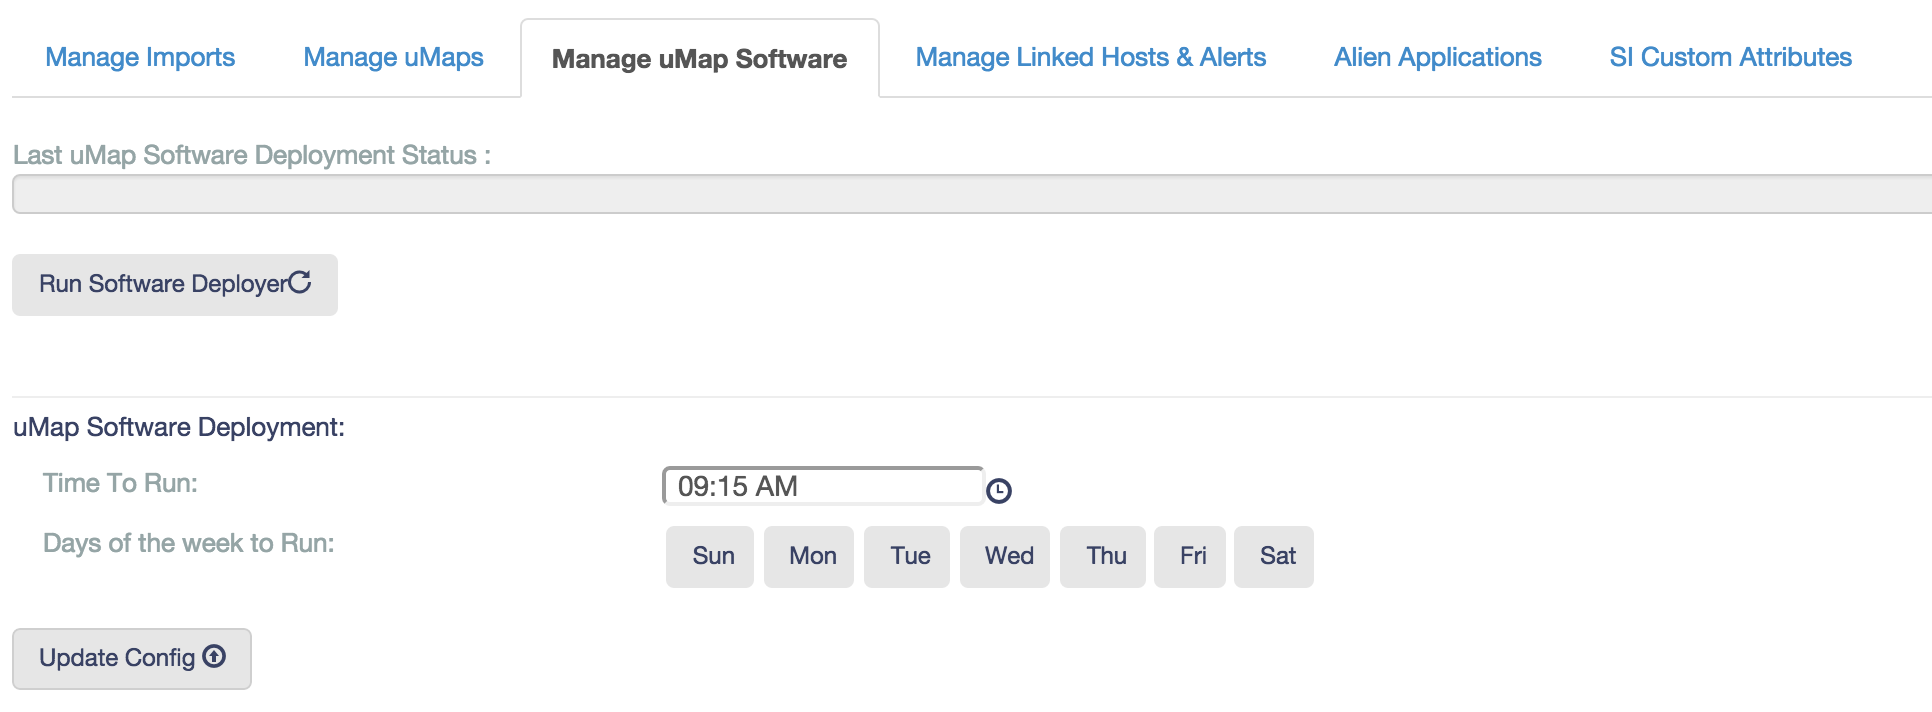 Manage Imports Manage uMaps Manage uMap Software Manage Linked Hosts & Alerts Alien Applications SI Custom Attributes
Last uMap Software Deployment Status :
Run Software Deployer
uMap Software Deployment:
Time To Run: 09:15 AM
Days of the week to Run: Sun Mon Tue Wed Thu Fri Sat
Update Config